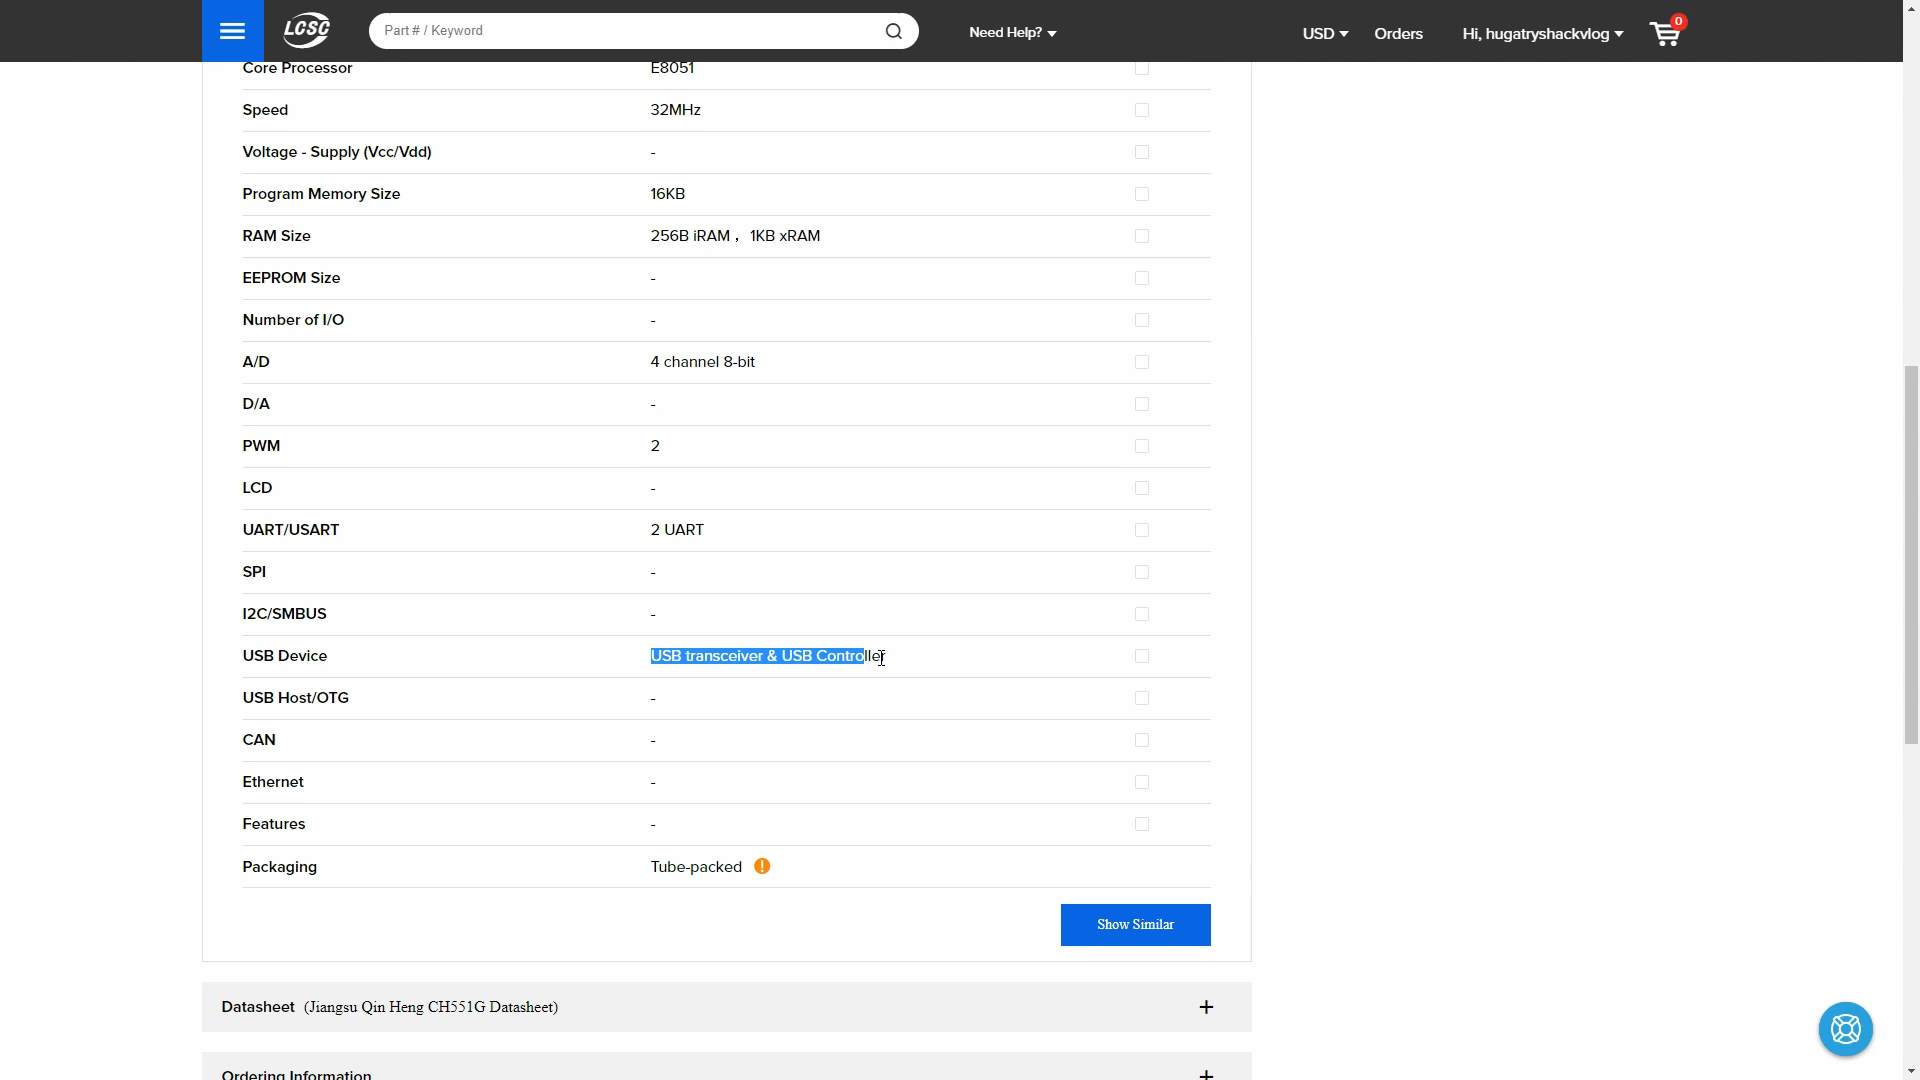 LCSC
Part # / Keyword
Need Help?
USD
Orders
Hi, hugatryshackvlog
0
Core Processor E8051
Speed 32MHz
Voltage - Supply (Vcc/Vdd) -
Program Memory Size 16KB
RAM Size 256B iRAM， 1KB xRAM
EEPROM Size -
Number of I/O -
A/D 4 channel 8-bit
D/A -
PWM 2
LCD -
UART/USART 2 UART
SPI -
I2C/SMBUS -
USB Device USB transceiver & USB Controller
USB Host/OTG -
CAN -
Ethernet -
Features -
Packaging Tube-packed !
Show Similar
Datasheet (Jiangsu Qin Heng CH551G Datasheet) +
Ordering Information +